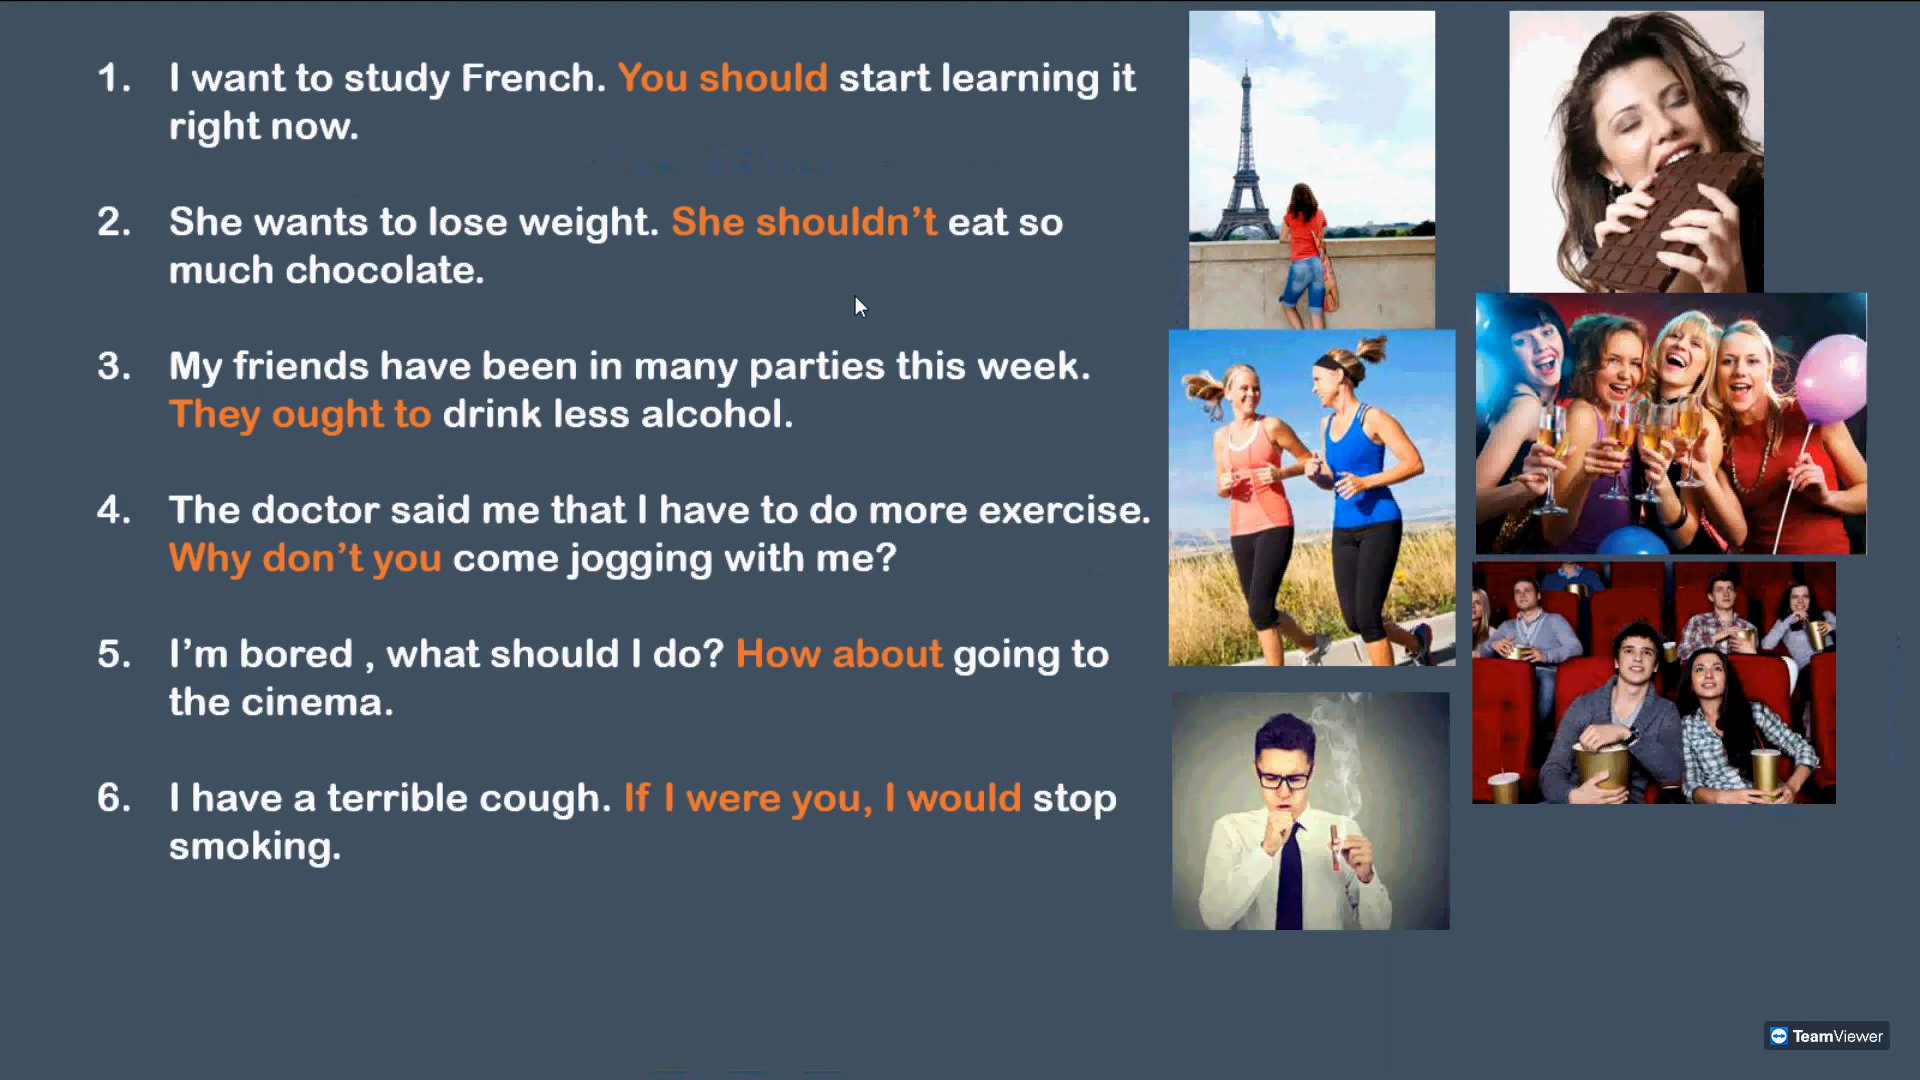 1. I want to study French. You should start learning it
right now.
2. She wants to lose weight. She shouldn't eat so
much chocolate.
3. My friends have been in many parties this week.
They ought to drink less alcohol.
4. The doctor said me that I have to do more exercise.
Why don't you come jogging with me?
5. I'm bored , what should I do? How about going to
the cinema.
6. I have a terrible cough. If I were you, I would stop
smoking.
TeamViewer